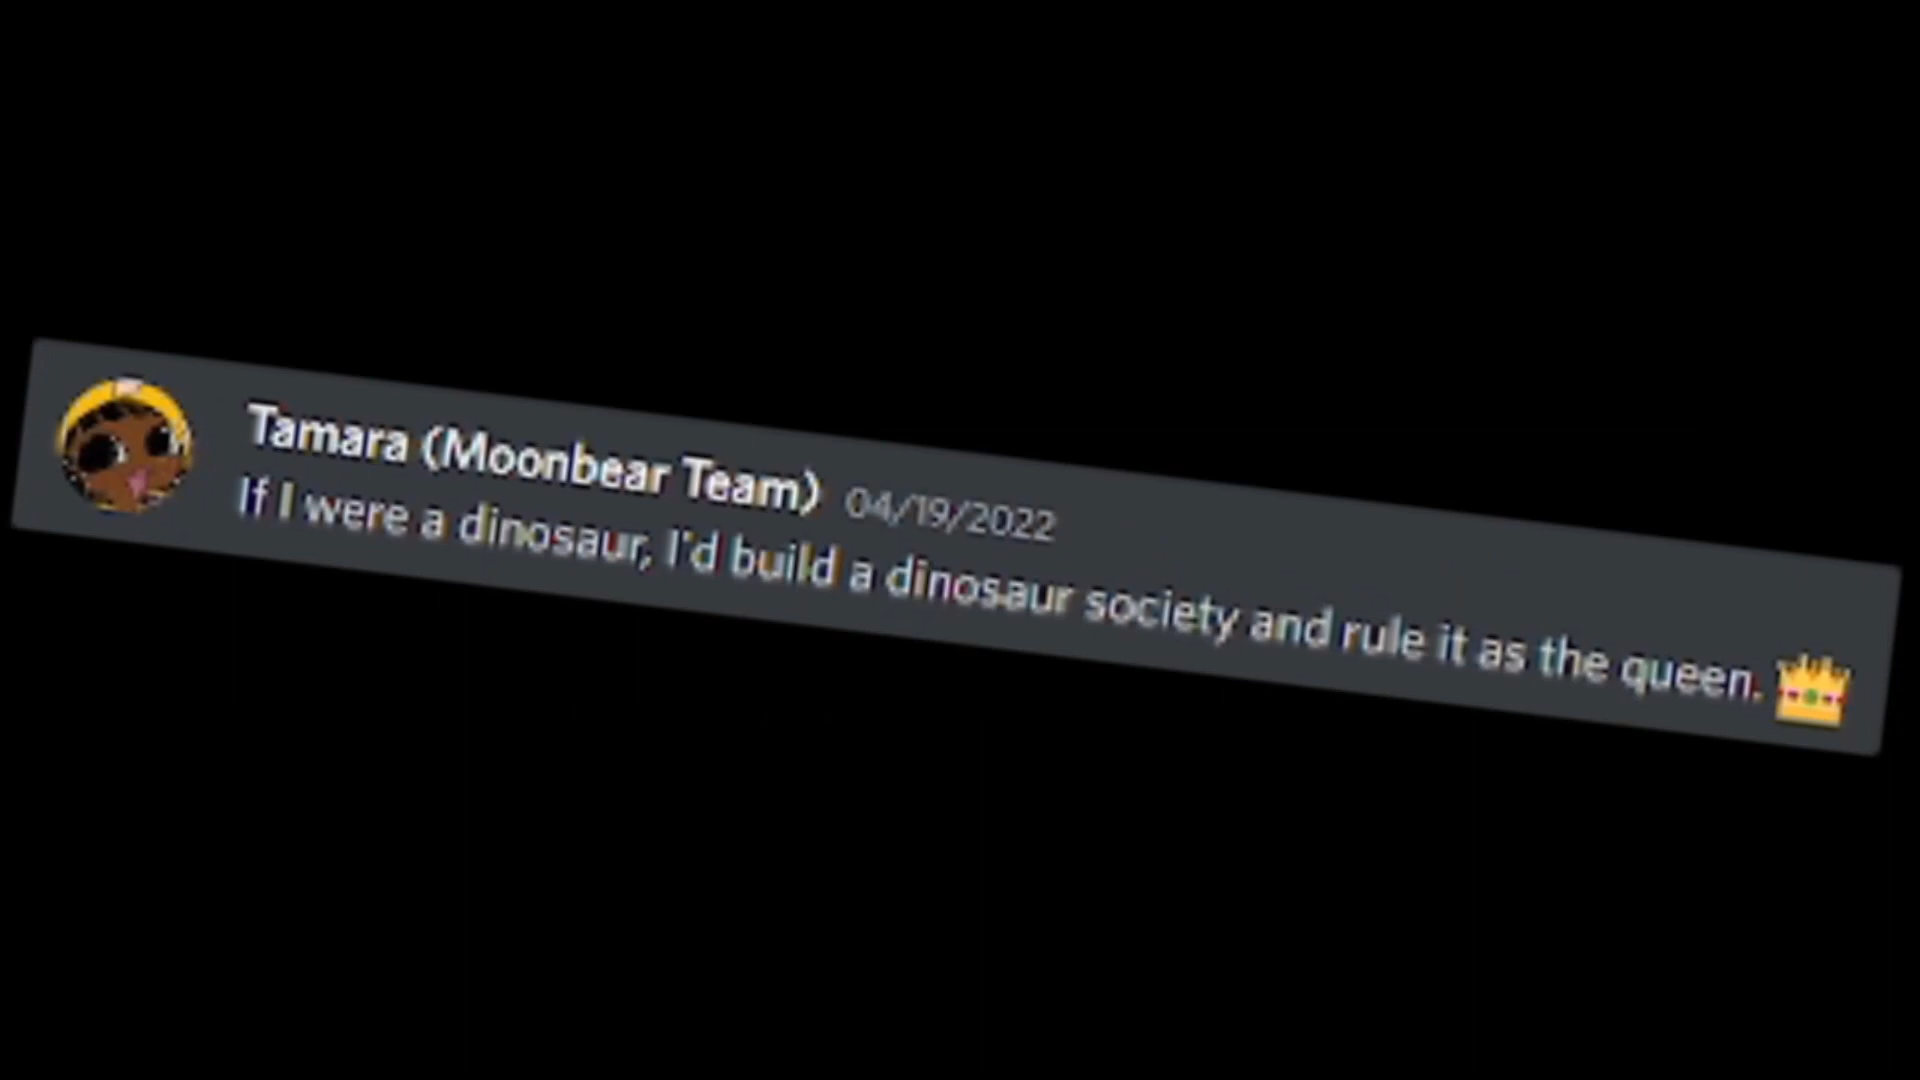 Tamara (Moonbear Team) 04/19/2022
If I were a dinosaur, I'd build a dinosaur society and rule it as the queen. 👑